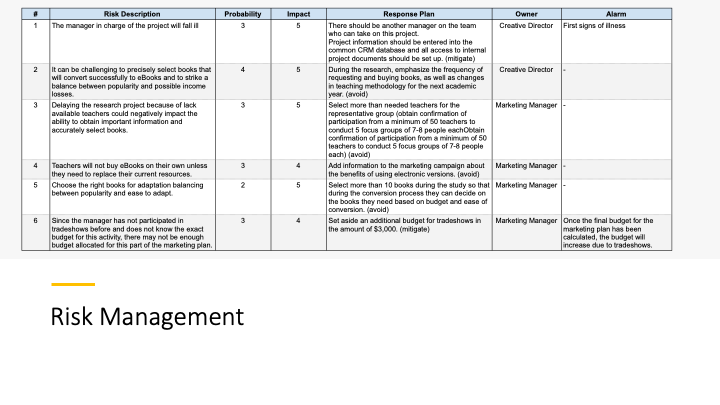 # Risk Description Probability Impact Response Plan Owner Alarm
1 The manager in charge of the project will fall ill 3 5 There should be another manager on the team Creative Director First signs of illness
who can take on this project.
Project information should be entered into the
common CRM database and all access to internal
project documents should be set up. (mitigate)
2 It can be challenging to precisely select books that 4 5 During the research, emphasize the frequency of Creative Director -
will convert successfully to eBooks and to strike a requesting and buying books, as well as changes
balance between popularity and possible income in teaching methodology for the next academic
losses. year. (avoid)
3 Delaying the research project because of lack 3 5 Select more than needed teachers for the Marketing Manager -
available teachers could negatively impact the representative group (obtain confirmation of
ability to obtain important information and participation from a minimum of 50 teachers to
accurately select books. conduct 5 focus groups of 7-8 people eachObtain
confirmation of participation from a minimum of 50
teachers to conduct 5 focus groups of 7-8 people
each) (avoid)
4 Teachers will not buy eBooks on their own unless 3 4 Add information to the marketing campaign about Marketing Manager -
they need to replace their current resources. the benefits of using electronic versions. (avoid)
5 Choose the right books for adaptation balancing 2 5 Select more than 10 books during the study so that Marketing Manager -
between popularity and ease to adapt. during the conversion process they can decide on
the books they need based on budget and ease of
conversion. (avoid)
6 Since the manager has not participated in 3 4 Set aside an additional budget for tradeshows in Marketing Manager Once the final budget for the
tradeshows before and does not know the exact the amount of $3,000. (mitigate) marketing plan has been
budget for this activity, there may not be enough calculated, the budget will
budget allocated for this part of the marketing plan. increase due to tradeshows.
Risk Management